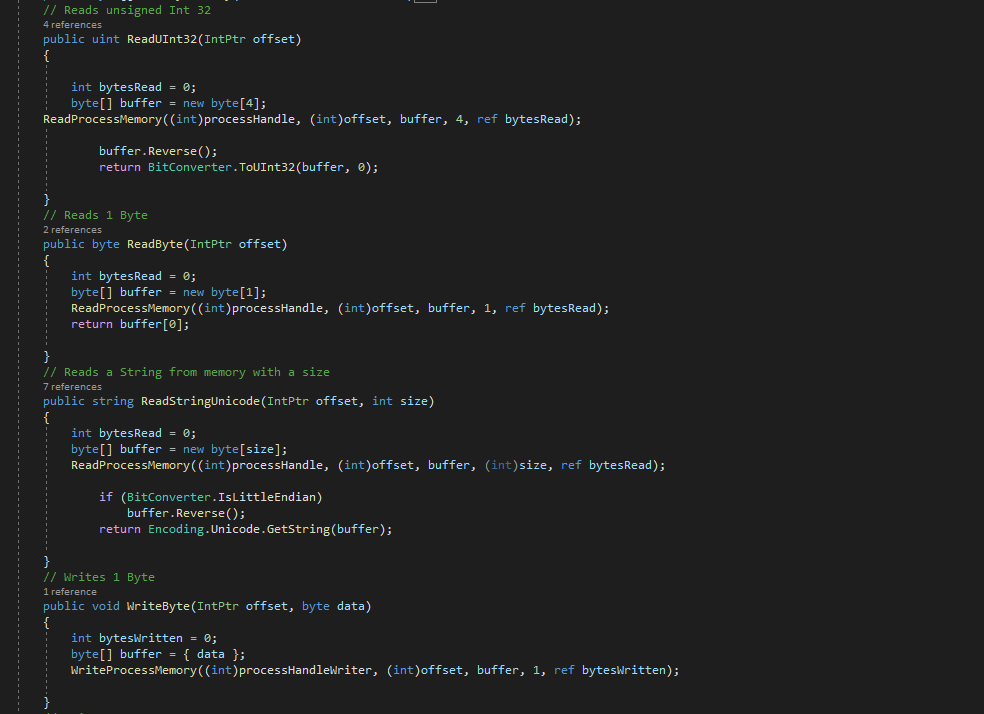 // Reads unsigned Int 32
4 references
public uint ReadUInt32(IntPtr offset)
{
int bytesRead = 0;
byte[] buffer = new byte[4];
ReadProcessMemory((int)processHandle, (int)offset, buffer, 4, ref bytesRead);
buffer.Reverse();
return BitConverter.ToUInt32(buffer, 0);
}
// Reads 1 Byte
2 references
public byte ReadByte(IntPtr offset)
{
int bytesRead = 0;
byte[] buffer = new byte[1];
ReadProcessMemory((int)processHandle, (int)offset, buffer, 1, ref bytesRead);
return buffer[0];
}
// Reads a String from memory with a size
7 references
public string ReadStringUnicode(IntPtr offset, int size)
{
int bytesRead = 0;
byte[] buffer = new byte[size];
ReadProcessMemory((int)processHandle, (int)offset, buffer, (int)size, ref bytesRead);
if (BitConverter.IsLittleEndian)
buffer.Reverse();
return Encoding.Unicode.GetString(buffer);
}
// Writes 1 Byte
1 reference
public void WriteByte(IntPtr offset, byte data)
{
int bytesWritten = 0;
byte[] buffer = { data };
WriteProcessMemory((int)processHandleWriter, (int)offset, buffer, 1, ref bytesWritten);
}